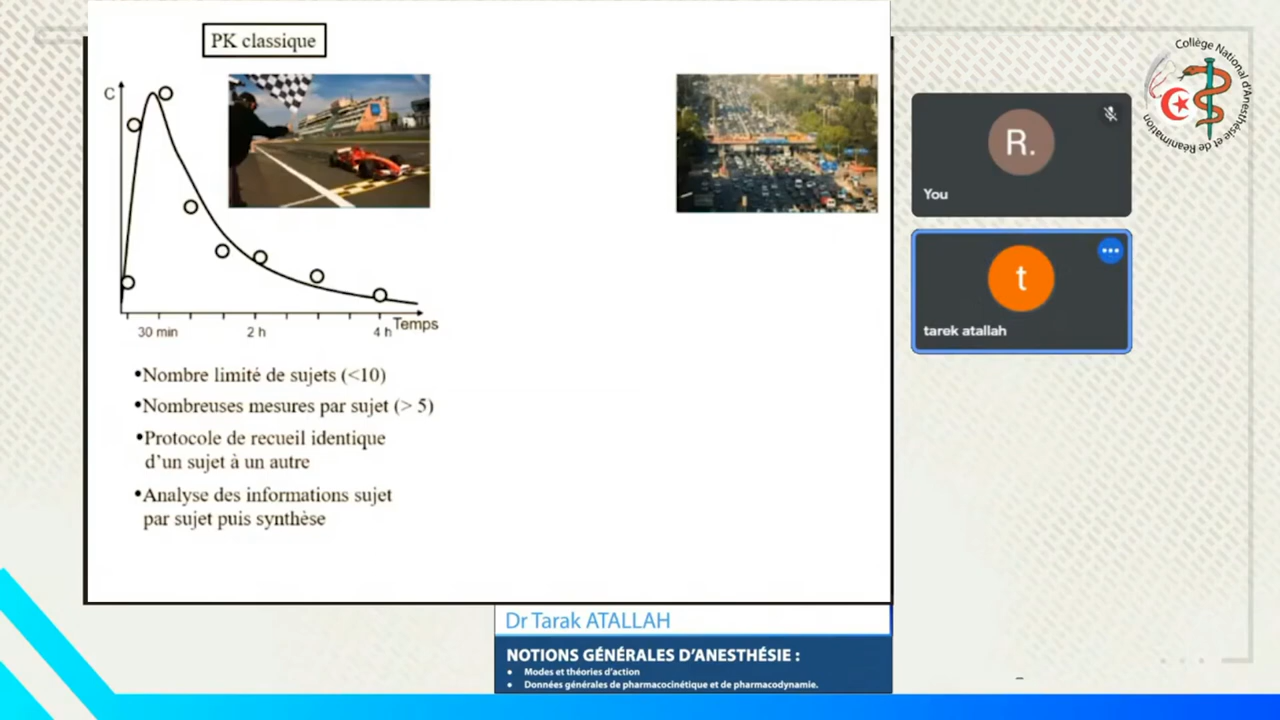 PK classique
C
30 min
2 h
4 h
Temps
•Nombre limité de sujets (<10)
•Nombreuses mesures par sujet (> 5)
•Protocole de recueil identique
d'un sujet à un autre
•Analyse des informations sujet
par sujet puis synthèse
R.
You
t
tarek atallah
Collège National d'Anesthésie et de Réanimation
Dr Tarak ATALLAH
NOTIONS GÉNÉRALES D'ANESTHÉSIE :
• Modes et théories d'action
• Données générales de pharmacocinétique et de pharmacodynamie.